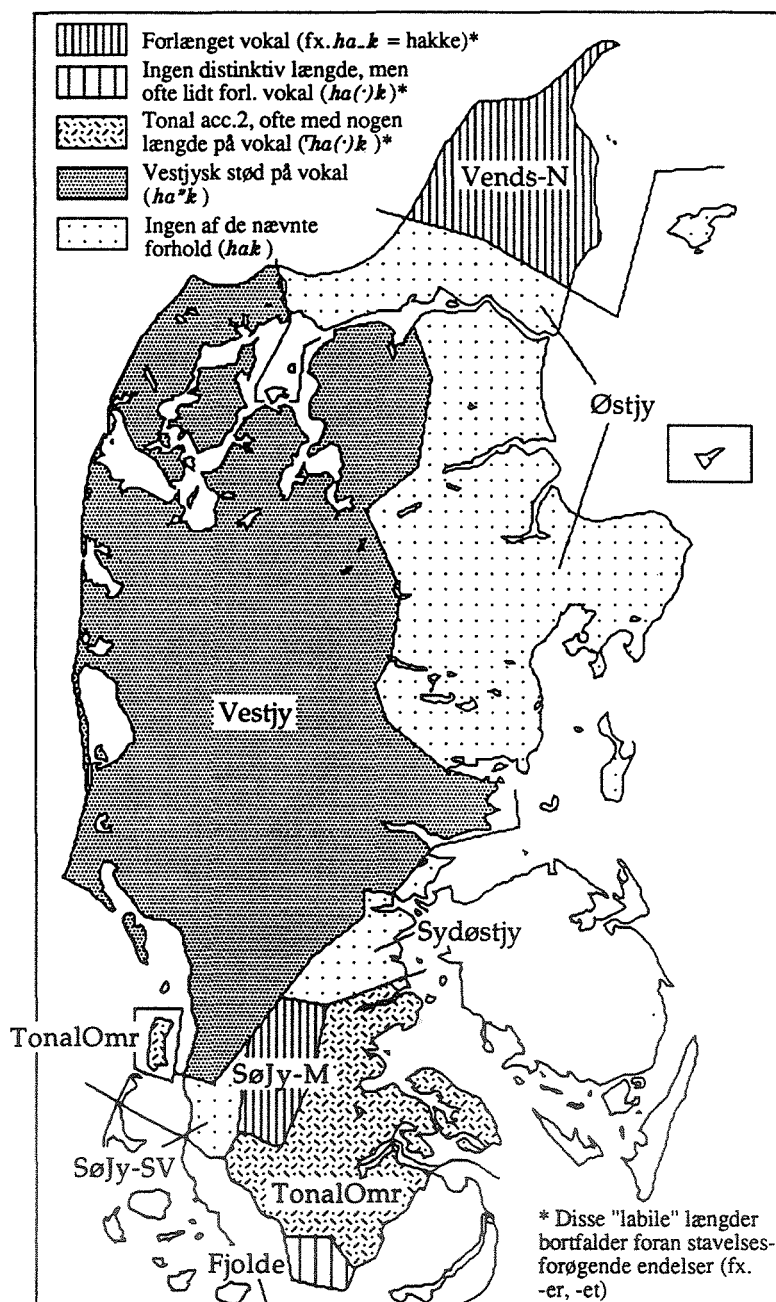 Forlænget vokal (fx. ha_k = hakke)*
Ingen distinktiv længde, men
ofte lidt forl. vokal (ha(·)k)*
Tonal acc.2, ofte med nogen
længde på vokal (ˈha(·)k)*
Vestjysk stød på vokal
(ha"k)
Ingen af de nævnte
forhold (hak)
Vends-N
Østjy
Vestjy
Sydøstjy
TonalOmr
SøJy-M
SøJy-SV
TonalOmr
Fjolde
* Disse "labile" længder
bortfalder foran stavelses-
forøgende endelser (fx.
-er, -et)